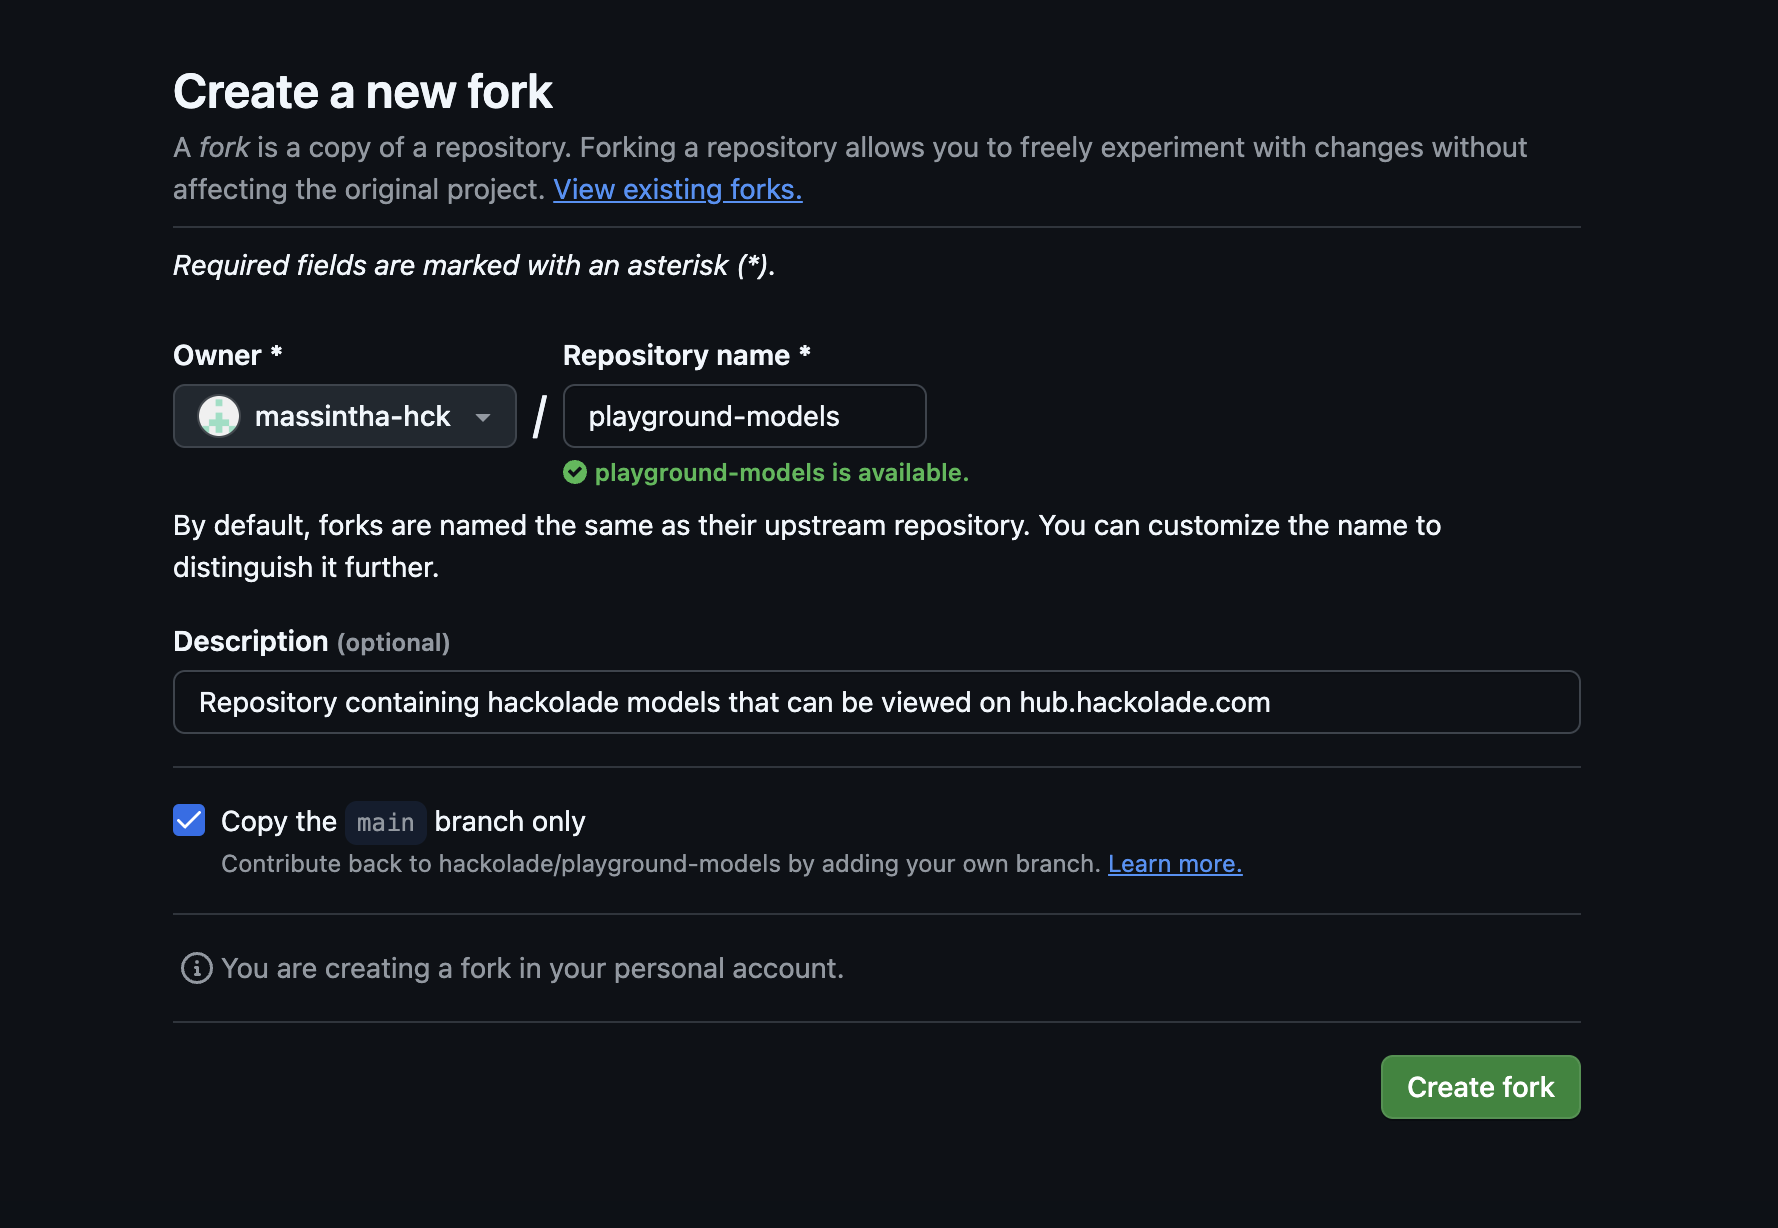 Create a new fork
A fork is a copy of a repository. Forking a repository allows you to freely experiment with changes without
affecting the original project. View existing forks.
Required fields are marked with an asterisk (*).
Owner *
Repository name *
massintha-hck / playground-models
playground-models is available.
By default, forks are named the same as their upstream repository. You can customize the name to
distinguish it further.
Description (optional)
Repository containing hackolade models that can be viewed on hub.hackolade.com
Copy the main branch only
Contribute back to hackolade/playground-models by adding your own branch. Learn more.
You are creating a fork in your personal account.
Create fork